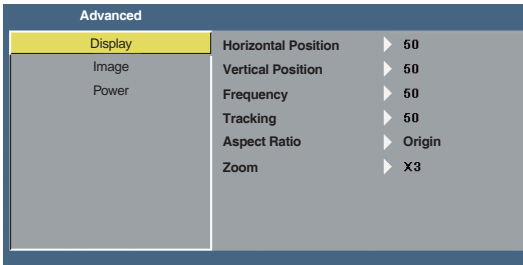 Advanced
Display
Image
Power
Horizontal Position 50
Vertical Position 50
Frequency 50
Tracking 50
Aspect Ratio Origin
Zoom X3